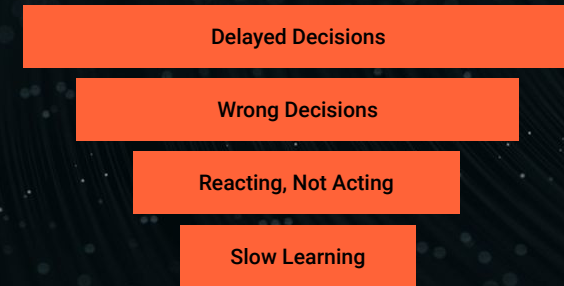 Delayed Decisions
Wrong Decisions
Reacting, Not Acting
Slow Learning